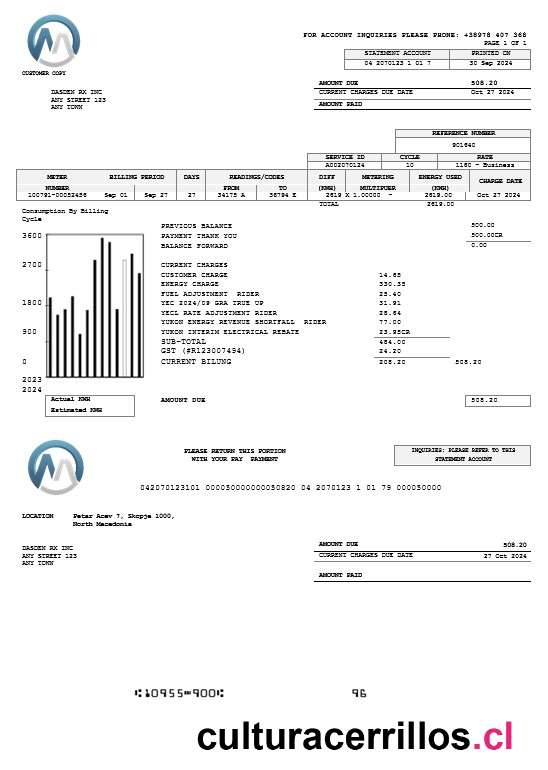 FOR ACCOUNT INQUIRIES PLEASE PHONE: +38978 407 368
PAGE 1 OF 1
STATEMENT ACCOUNT PRINTED ON
04 2070123 1 01 7 30 Sep 2024
CUSTOMER COPY
DASDEN RX INC
ANY STREET 123
ANY TOWN
AMOUNT DUE 508.20
CURRENT CHARGES DUE DATE Oct 27 2024
AMOUNT PAID
REFERENCE NUMBER
901640
SERVICE ID CYCLE RATE
A002070124 10 1160 - Business
METER BILLING PERIOD DAYS READINGS/CODES DIFF METERING ENERGY USED CHARGE DATE
NUMBER FROM TO (KWH) MULTIPUER (KWH)
100791-00052456 Sep 01 Sep 27 27 34175 A 36794 E 2619 X 1.00000 - 2619.00 Oct 27 2024
TOTAL 2619.00
Consumption By Billing
Cycle
3600
2700
1800
900
0
2023
2024
Actual KWH
Estimated KWH
PREVIOUS BALANCE 500.00
PAYMENT THANK YOU 500.00CR
BALANCE FORWARD 0.00
CURRENT CHARGES
CUSTOMER CHARGE 14.65
ENERGY CHARGE 330.35
FUEL ADJUSTMENT RIDER 25.40
YEC 2024/09 GRA TRUE UP 31.91
YECL RATE ADJUSTMENT RIDER 28.64
YUKON ENERGY REVENUE SHORTFALL RIDER 77.00
YUKON INTERIM ELECTRICAL REBATE 23.95CR
SUB-TOTAL 484.00
GST (#R123007494) 24.20
CURRENT BILUNG 208.20 508.20
AMOUNT DUE 508.20
PLEASE RETURN THIS PORTION
WITH YOUR PAY PAYMENT
INQUIRIES: PLEASE REFER TO THIS
STATEMENT ACCOUNT
042070123101 000050000000050820 04 2070123 1 01 79 000050000
LOCATION Petar Acev 7, Skopje 1000,
North Macedonia
DASDEN RX INC
ANY STREET 123
ANY TOWN
AMOUNT DUE 508.20
CURRENT CHARGES DUE DATE 27 Oct 2024
AMOUNT PAID
⑆10955⑉900⑆ 96
culturacerrillos.cl